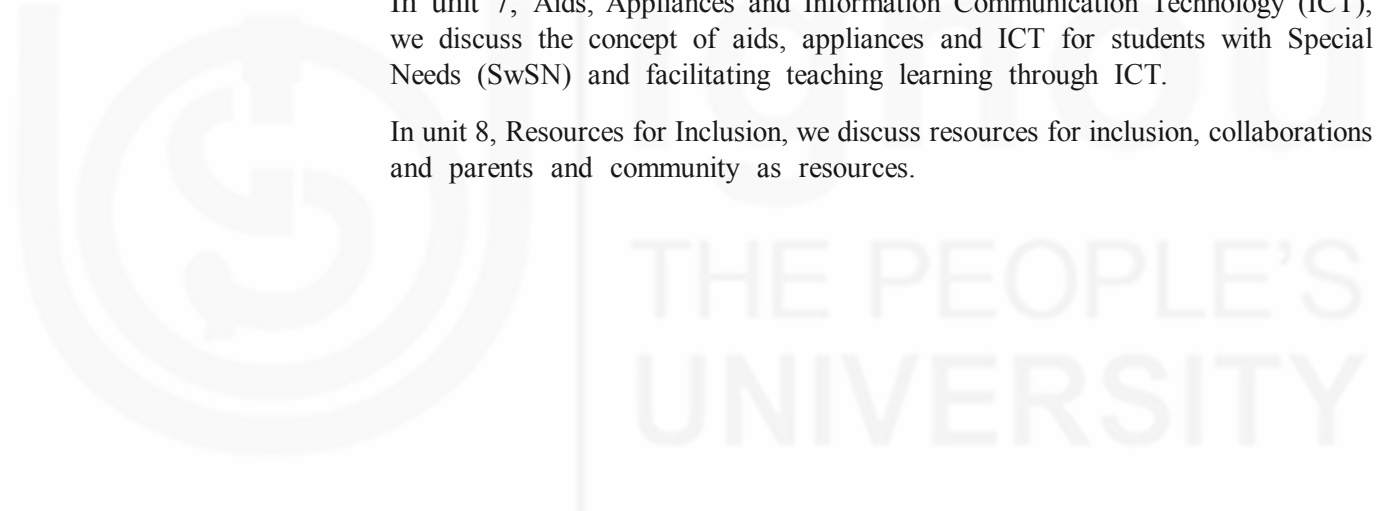 In unit 7, Aids, Appliances and Information Communication Technology (ICT),
we discuss the concept of aids, appliances and ICT for students with Special
Needs (SwSN) and facilitating teaching learning through ICT.
In unit 8, Resources for Inclusion, we discuss resources for inclusion, collaborations
and parents and community as resources.
ignou
THE PEOPLE'S
UNIVERSITY